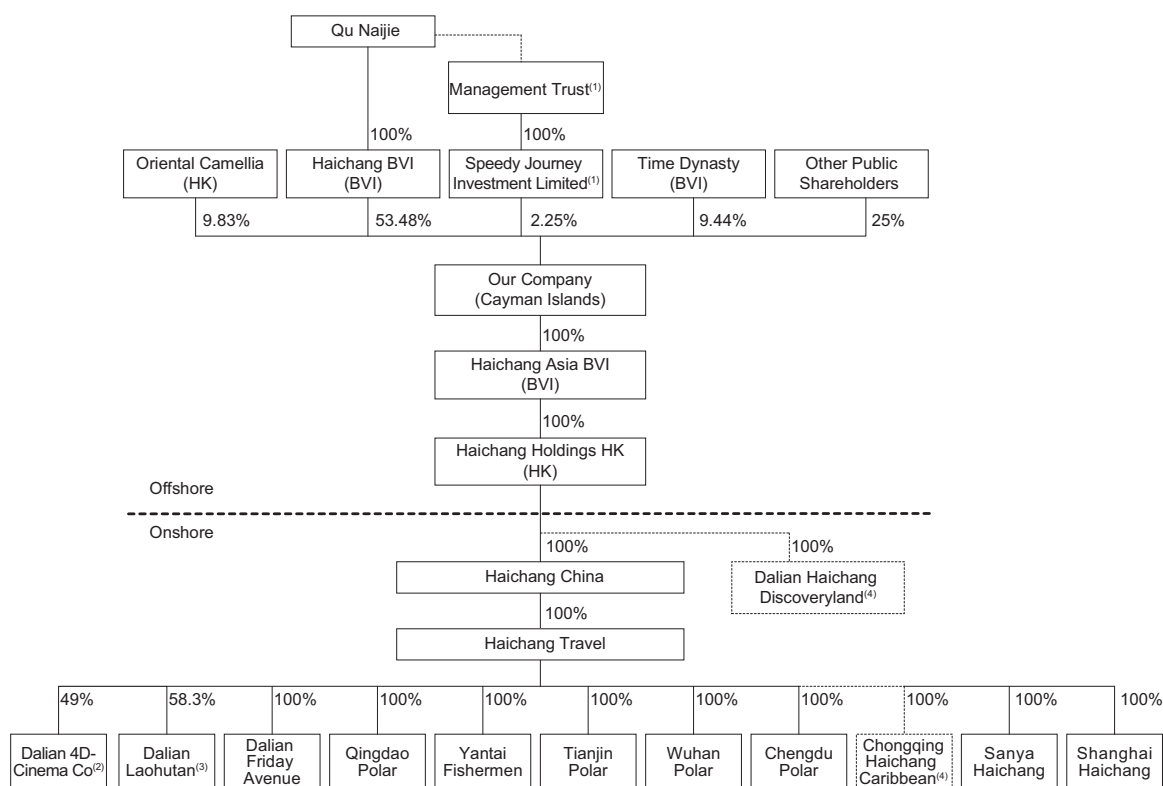 Qu Naijie
Management Trust(1)
100%
100%
Oriental Camellia
(HK)
Haichang BVI
(BVI)
Speedy Journey
Investment Limited(1)
Time Dynasty
(BVI)
Other Public
Shareholders
9.83%
53.48%
2.25%
9.44%
25%
Our Company
(Cayman Islands)
100%
Haichang Asia BVI
(BVI)
100%
Haichang Holdings HK
(HK)
Offshore
Onshore
100%
100%
Haichang China
Dalian Haichang
Discoveryland(4)
100%
Haichang Travel
49%
58.3%
100%
100%
100%
100%
100%
100%
100%
100%
100%
Dalian 4D-
Cinema Co(2)
Dalian
Laohutan(3)
Dalian
Friday
Avenue
Qingdao
Polar
Yantai
Fishermen
Tianjin
Polar
Wuhan
Polar
Chengdu
Polar
Chongqing
Haichang
Caribbean(4)
Sanya
Haichang
Shanghai
Haichang